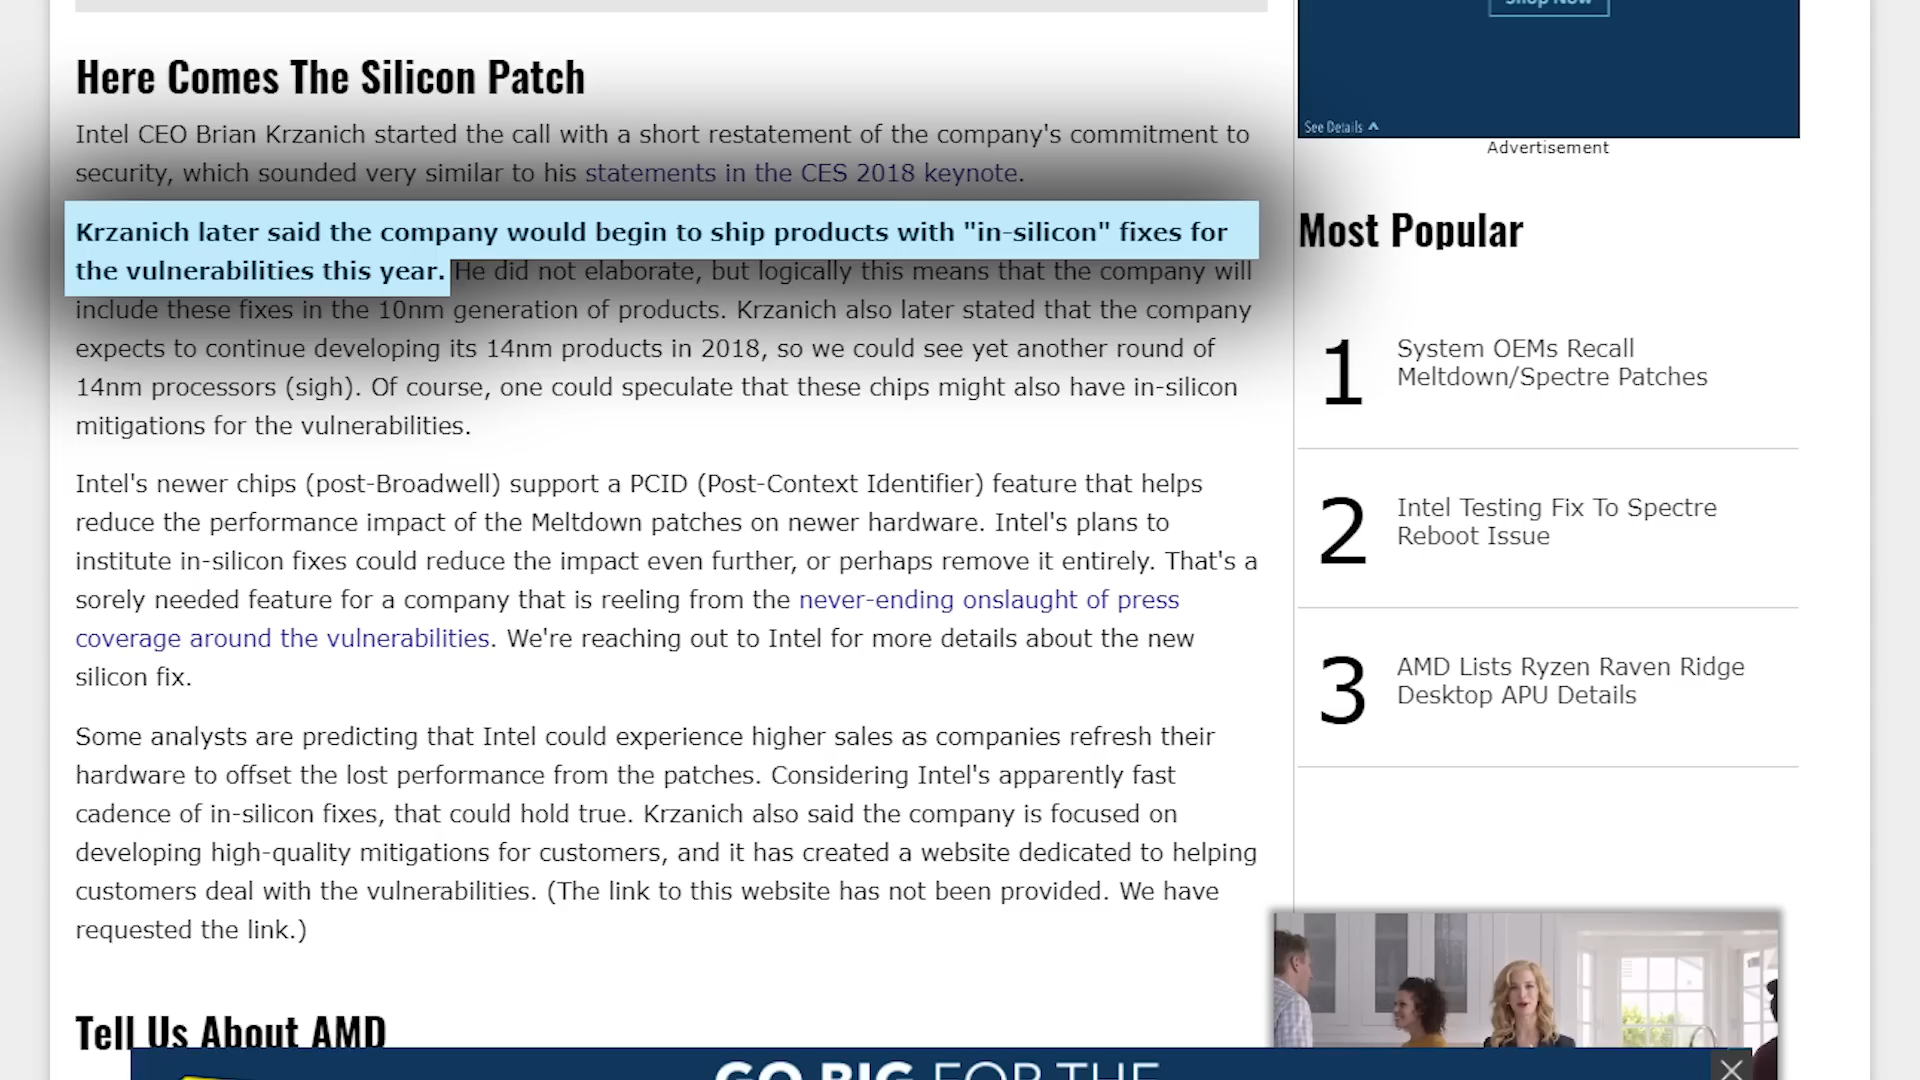 Shop Now
Here Comes The Silicon Patch
Intel CEO Brian Krzanich started the call with a short restatement of the company's commitment to
security, which sounded very similar to his statements in the CES 2018 keynote.
Krzanich later said the company would begin to ship products with "in-silicon" fixes for
the vulnerabilities this year. He did not elaborate, but logically this means that the company will
include these fixes in the 10nm generation of products. Krzanich also later stated that the company
expects to continue developing its 14nm products in 2018, so we could see yet another round of
14nm processors (sigh). Of course, one could speculate that these chips might also have in-silicon
mitigations for the vulnerabilities.
Intel's newer chips (post-Broadwell) support a PCID (Post-Context Identifier) feature that helps
reduce the performance impact of the Meltdown patches on newer hardware. Intel's plans to
institute in-silicon fixes could reduce the impact even further, or perhaps remove it entirely. That's a
sorely needed feature for a company that is reeling from the never-ending onslaught of press
coverage around the vulnerabilities. We're reaching out to Intel for more details about the new
silicon fix.
Some analysts are predicting that Intel could experience higher sales as companies refresh their
hardware to offset the lost performance from the patches. Considering Intel's apparently fast
cadence of in-silicon fixes, that could hold true. Krzanich also said the company is focused on
developing high-quality mitigations for customers, and it has created a website dedicated to helping
customers deal with the vulnerabilities. (The link to this website has not been provided. We have
requested the link.)
Tell Us About AMD
See Details
Advertisement
Most Popular
1
System OEMs Recall
Meltdown/Spectre Patches
2
Intel Testing Fix To Spectre
Reboot Issue
3
AMD Lists Ryzen Raven Ridge
Desktop APU Details
GO BIG FOR THE